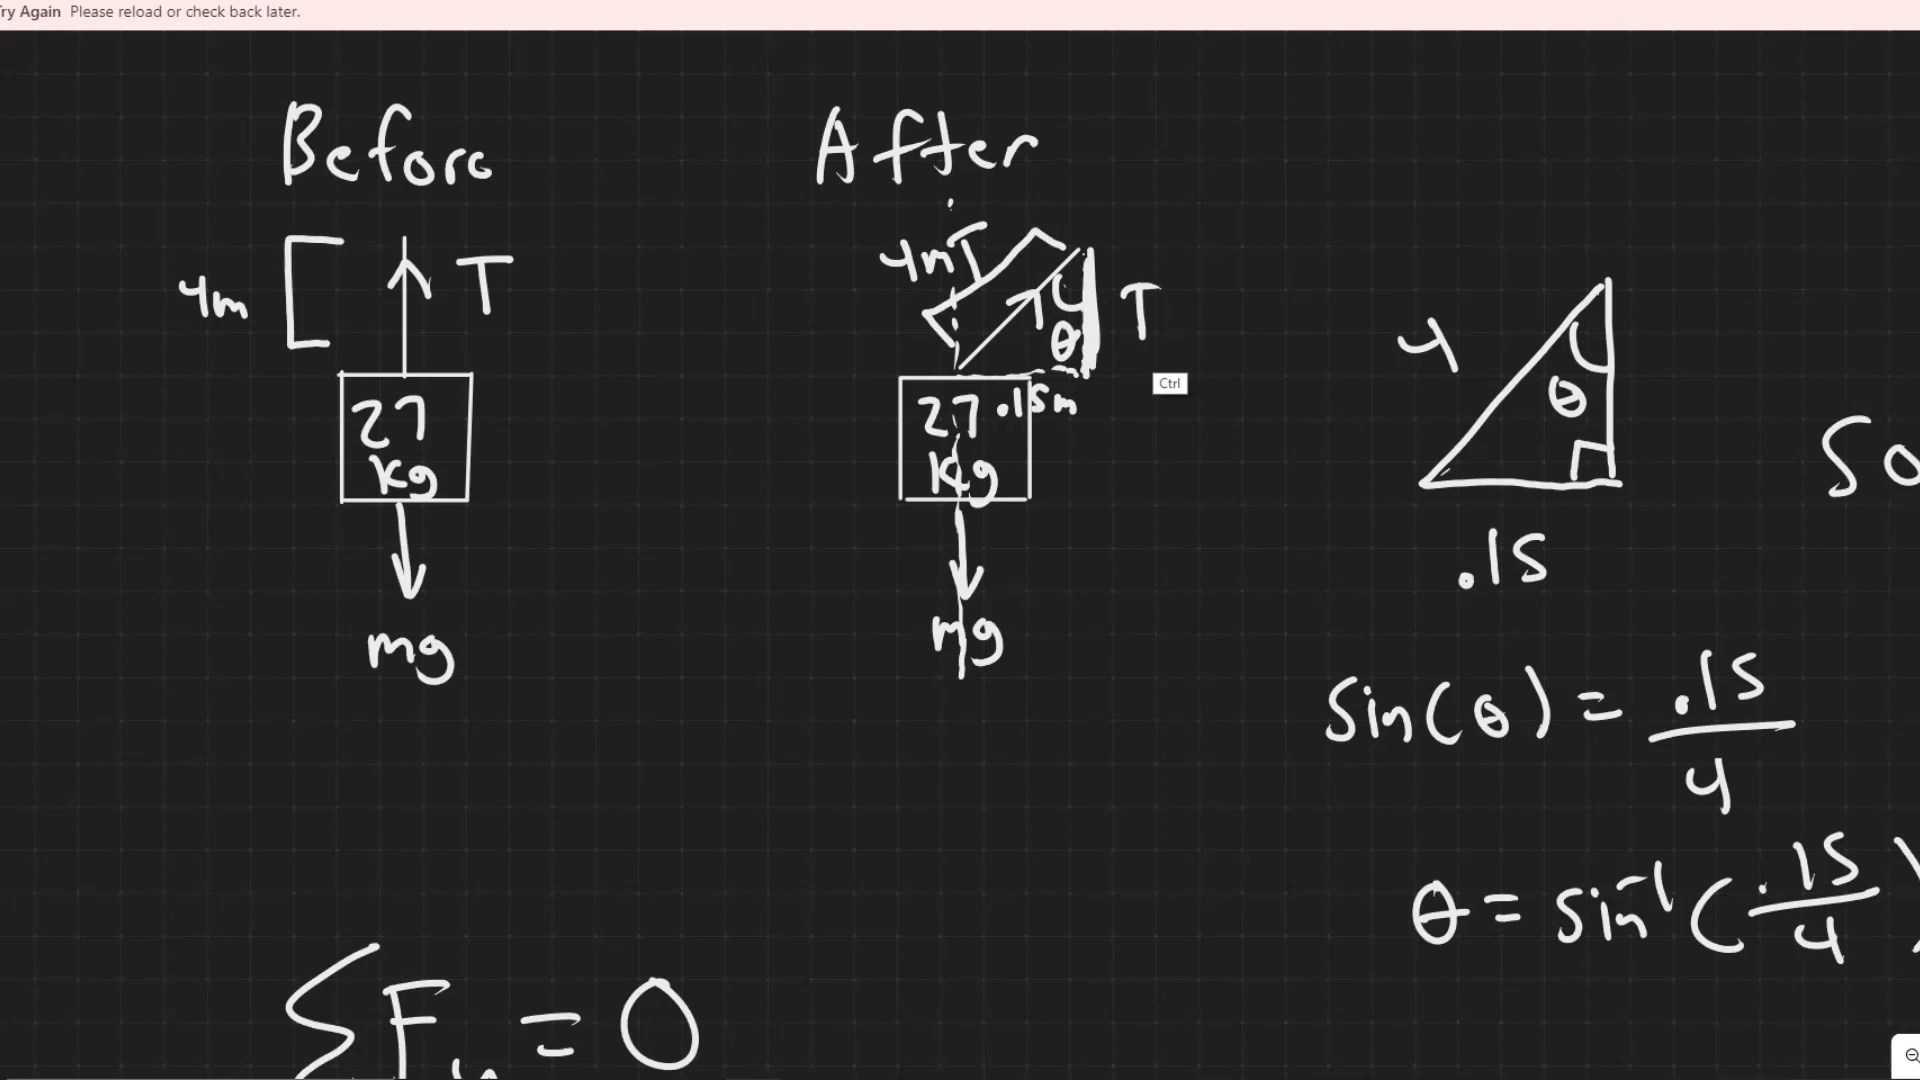 ry Again Please reload or check back later.
Before
After
4m
T
4m
T
θ
T
Ctrl
27
kg
27
.15m
kg
mg
mg
4
θ
.15
So
sin(θ) = .15/4
θ = sin⁻¹(.15/4)
ΣFy = 0